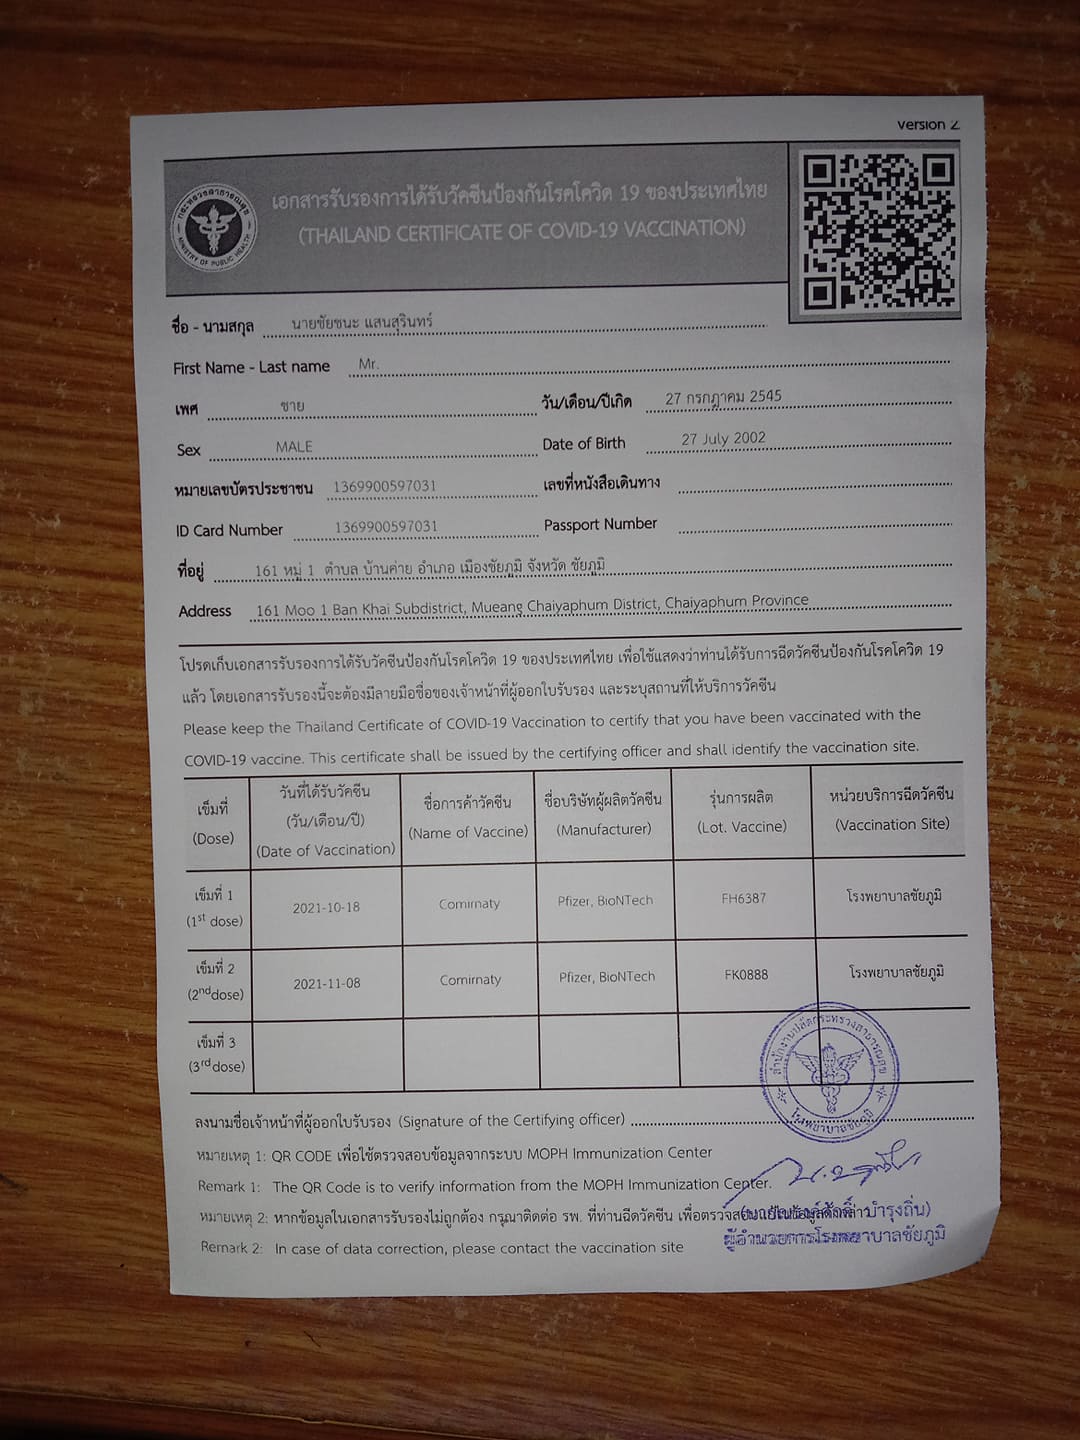 Version 2
เอกสารรับรองการได้รับวัคซีนป้องกันโรคโควิด 19 ของประเทศไทย
(THAILAND CERTIFICATE OF COVID-19 VACCINATION)
กระทรวงสาธารณสุข
MINISTRY OF PUBLIC HEALTH
ชื่อ - นามสกุล นายชัยชนะ แสนสุรินทร์
First Name - Last name Mr.
เพศ ชาย วัน/เดือน/ปีเกิด 27 กรกฎาคม 2545
Sex MALE Date of Birth 27 July 2002
หมายเลขบัตรประชาชน 1369900597031 เลขที่หนังสือเดินทาง
ID Card Number 1369900597031 Passport Number
ที่อยู่ 161 หมู่ 1 ตำบล บ้านค่าย อำเภอ เมืองชัยภูมิ จังหวัด ชัยภูมิ
Address 161 Moo 1 Ban Khai Subdistrict, Mueang Chaiyaphum District, Chaiyaphum Province
โปรดเก็บเอกสารรับรองการได้รับวัคซีนป้องกันโรคโควิด 19 ของประเทศไทย เพื่อใช้แสดงว่าท่านได้รับการฉีดวัคซีนป้องกันโรคโควิด 19
แล้ว โดยเอกสารรับรองนี้จะต้องมีลายมือชื่อของเจ้าหน้าที่ผู้ออกใบรับรอง และระบุสถานที่ให้บริการวัคซีน
Please keep the Thailand Certificate of COVID-19 Vaccination to certify that you have been vaccinated with the
COVID-19 vaccine. This certificate shall be issued by the certifying officer and shall identify the vaccination site.
เข็มที่ (Dose) วันที่ได้รับวัคซีน (วัน/เดือน/ปี) (Date of Vaccination) ชื่อการค้าวัคซีน (Name of Vaccine) ชื่อบริษัทผู้ผลิตวัคซีน (Manufacturer) รุ่นการผลิต (Lot. Vaccine) หน่วยบริการฉีดวัคซีน (Vaccination Site)
เข็มที่ 1 (1st dose) 2021-10-18 Comirnaty Pfizer, BioNTech FH6387 โรงพยาบาลชัยภูมิ
เข็มที่ 2 (2nd dose) 2021-11-08 Comirnaty Pfizer, BioNTech FK0888 โรงพยาบาลชัยภูมิ
เข็มที่ 3 (3rd dose)
สำนักงานปลัดกระทรวงสาธารณสุข
โรงพยาบาลชัยภูมิ
ลงนามชื่อเจ้าหน้าที่ผู้ออกใบรับรอง (Signature of the Certifying officer)
หมายเหตุ 1: QR CODE เพื่อใช้ตรวจสอบข้อมูลจากระบบ MOPH Immunization Center
Remark 1: The QR Code is to verify information from the MOPH Immunization Center.
หมายเหตุ 2: หากข้อมูลในเอกสารรับรองไม่ถูกต้อง กรุณาติดต่อ รพ. ที่ท่านฉีดวัคซีน เพื่อตรวจสอบ
บำรุงถิ่น)
Remark 2: In case of data correction, please contact the vaccination site
ผู้อำนวยการโรงพยาบาลชัยภูมิ